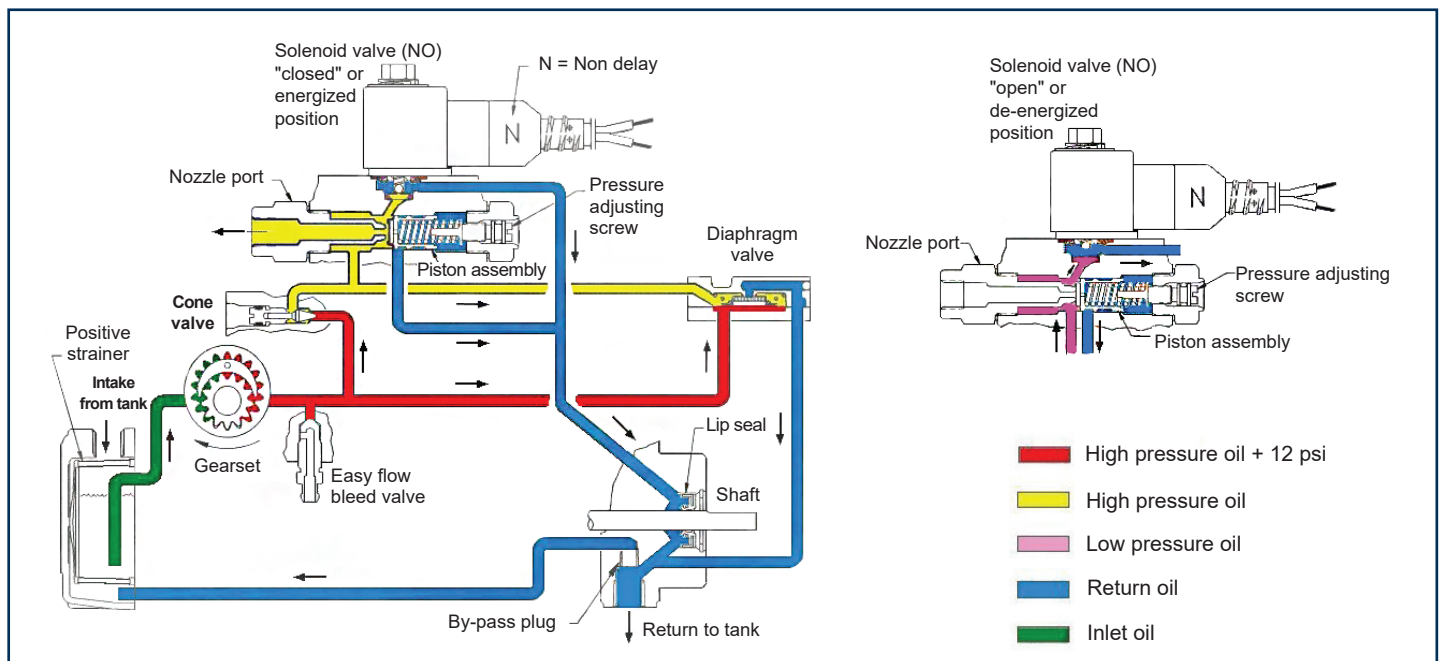 Solenoid valve (NO)
"closed" or
energized
position
N = Non delay
N
Nozzle port
Pressure
adjusting
screw
Piston assembly
Diaphragm
valve
Cone
valve
Positive
strainer
Intake
from tank
Gearset
Easy flow
bleed valve
Lip seal
Shaft
By-pass plug
Return to tank
Solenoid valve (NO)
"open" or
de-energized
position
N
Nozzle port
Pressure adjusting
screw
Piston assembly
High pressure oil + 12 psi
High pressure oil
Low pressure oil
Return oil
Inlet oil